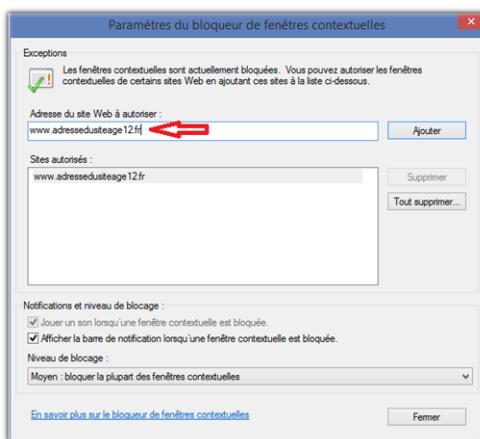 Paramètres du bloqueur de fenêtres contextuelles
Exceptions
Les fenêtres contextuelles sont actuellement bloquées. Vous pouvez autoriser les fenêtres
contextuelles de certains sites Web en ajoutant ces sites à la liste ci-dessous.
Adresse du site Web à autoriser :
www.adressedusiteage12.fr
Ajouter
Sites autorisés :
www.adressedusiteage12.fr
Supprimer
Tout supprimer...
Notifications et niveau de blocage :
Jouer un son lorsqu'une fenêtre contextuelle est bloquée.
Afficher la barre de notification lorsqu'une fenêtre contextuelle est bloquée.
Niveau de blocage :
Moyen : bloquer la plupart des fenêtres contextuelles
En savoir plus sur le bloqueur de fenêtres contextuelles
Fermer